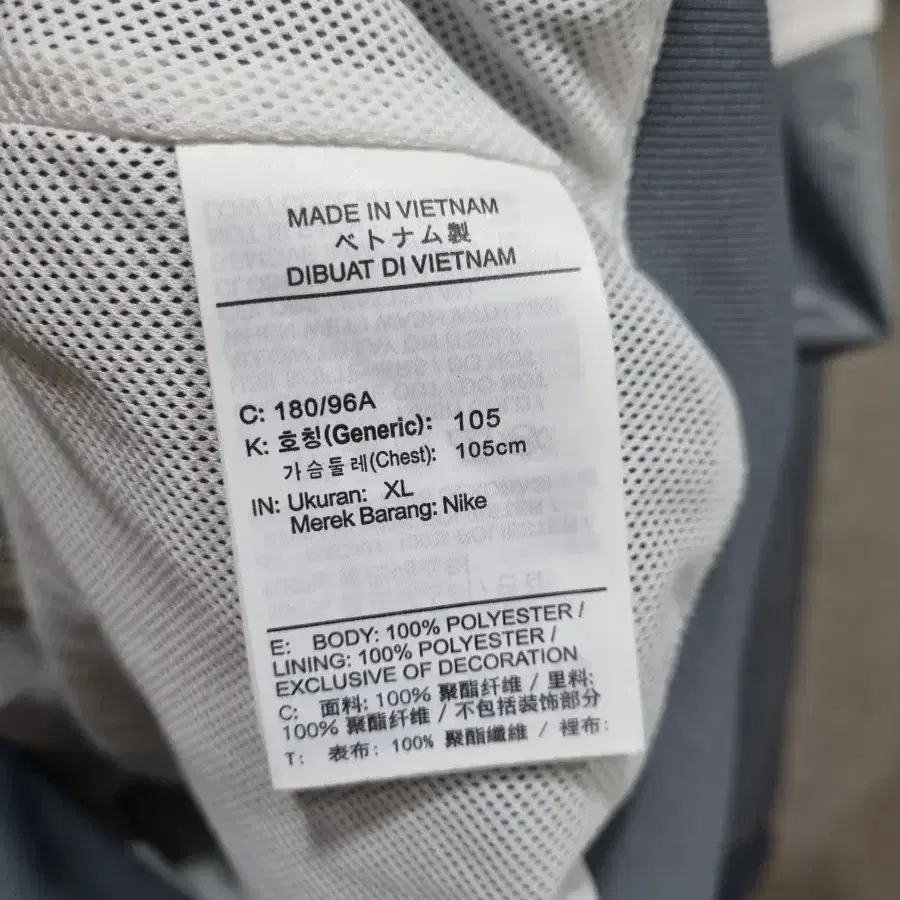 MADE IN VIETNAM
ベトナム製
DIBUAT DI VIETNAM
C: 180/96A
K: 호칭(Generic): 105
가슴둘레(Chest): 105cm
IN: Ukuran: XL
Merek Barang: Nike
E: BODY: 100% POLYESTER /
LINING: 100% POLYESTER /
EXCLUSIVE OF DECORATION
C: 面料: 100% 聚酯纤维 / 里料:
100% 聚酯纤维 / 不包括装饰部分
T: 表布: 100% 聚酯纖維 / 裡布: